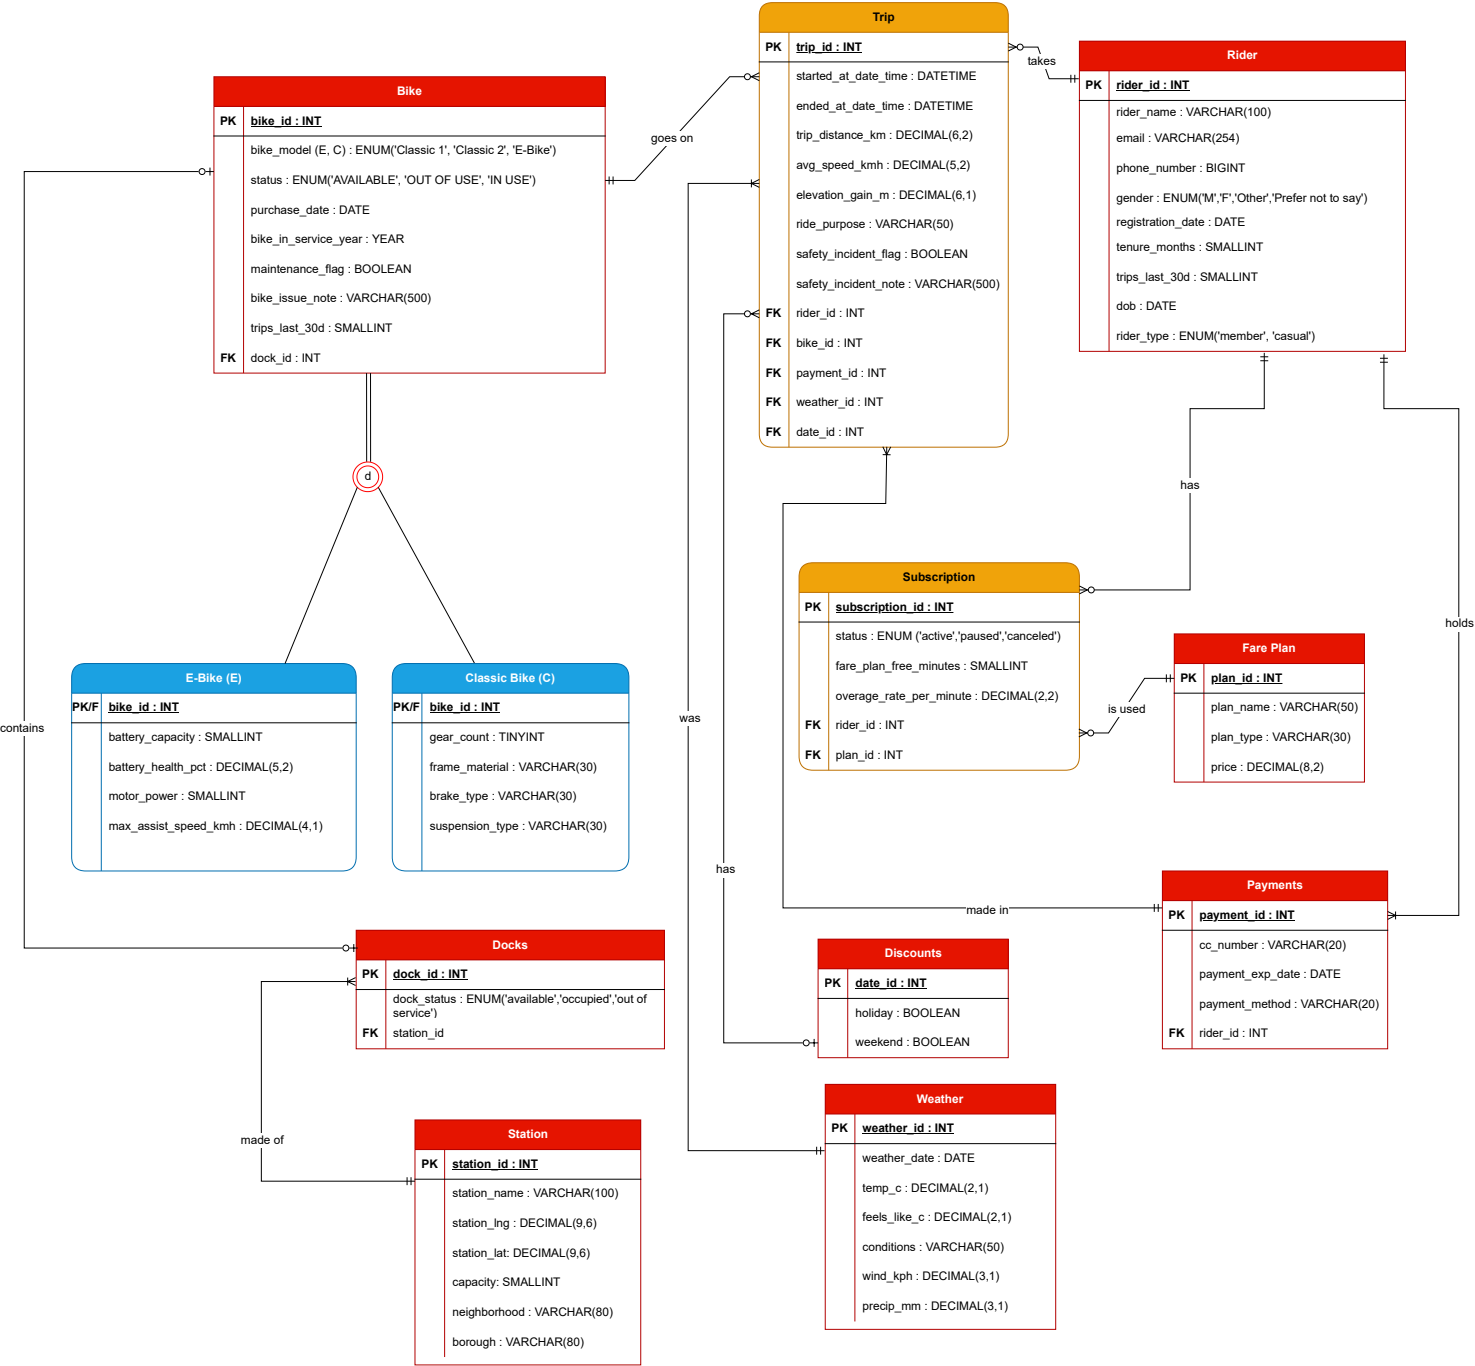 Trip
PK trip_id : INT
started_at_date_time : DATETIME
ended_at_date_time : DATETIME
trip_distance_km : DECIMAL(6,2)
avg_speed_kmh : DECIMAL(5,2)
elevation_gain_m : DECIMAL(6,1)
ride_purpose : VARCHAR(50)
safety_incident_flag : BOOLEAN
safety_incident_note : VARCHAR(500)
FK rider_id : INT
FK bike_id : INT
FK payment_id : INT
FK weather_id : INT
FK date_id : INT
takes
Rider
PK rider_id : INT
rider_name : VARCHAR(100)
email : VARCHAR(254)
phone_number : BIGINT
gender : ENUM('M','F','Other','Prefer not to say')
registration_date : DATE
tenure_months : SMALLINT
trips_last_30d : SMALLINT
dob : DATE
rider_type : ENUM('member', 'casual')
Bike
PK bike_id : INT
bike_model (E, C) : ENUM('Classic 1', 'Classic 2', 'E-Bike')
status : ENUM('AVAILABLE', 'OUT OF USE', 'IN USE')
purchase_date : DATE
bike_in_service_year : YEAR
maintenance_flag : BOOLEAN
bike_issue_note : VARCHAR(500)
trips_last_30d : SMALLINT
FK dock_id : INT
goes on
d
has
holds
Subscription
PK subscription_id : INT
status : ENUM ('active','paused','canceled')
fare_plan_free_minutes : SMALLINT
overage_rate_per_minute : DECIMAL(2,2)
FK rider_id : INT
FK plan_id : INT
is used
Fare Plan
PK plan_id : INT
plan_name : VARCHAR(50)
plan_type : VARCHAR(30)
price : DECIMAL(8,2)
E-Bike (E)
PK/F bike_id : INT
battery_capacity : SMALLINT
battery_health_pct : DECIMAL(5,2)
motor_power : SMALLINT
max_assist_speed_kmh : DECIMAL(4,1)
Classic Bike (C)
PK/F bike_id : INT
gear_count : TINYINT
frame_material : VARCHAR(30)
brake_type : VARCHAR(30)
suspension_type : VARCHAR(30)
contains
was
has
made in
Payments
PK payment_id : INT
cc_number : VARCHAR(20)
payment_exp_date : DATE
payment_method : VARCHAR(20)
FK rider_id : INT
Docks
PK dock_id : INT
dock_status : ENUM('available','occupied','out of
service')
FK station_id
Discounts
PK date_id : INT
holiday : BOOLEAN
weekend : BOOLEAN
made of
Station
PK station_id : INT
station_name : VARCHAR(100)
station_lng : DECIMAL(9,6)
station_lat: DECIMAL(9,6)
capacity: SMALLINT
neighborhood : VARCHAR(80)
borough : VARCHAR(80)
Weather
PK weather_id : INT
weather_date : DATE
temp_c : DECIMAL(2,1)
feels_like_c : DECIMAL(2,1)
conditions : VARCHAR(50)
wind_kph : DECIMAL(3,1)
precip_mm : DECIMAL(3,1)